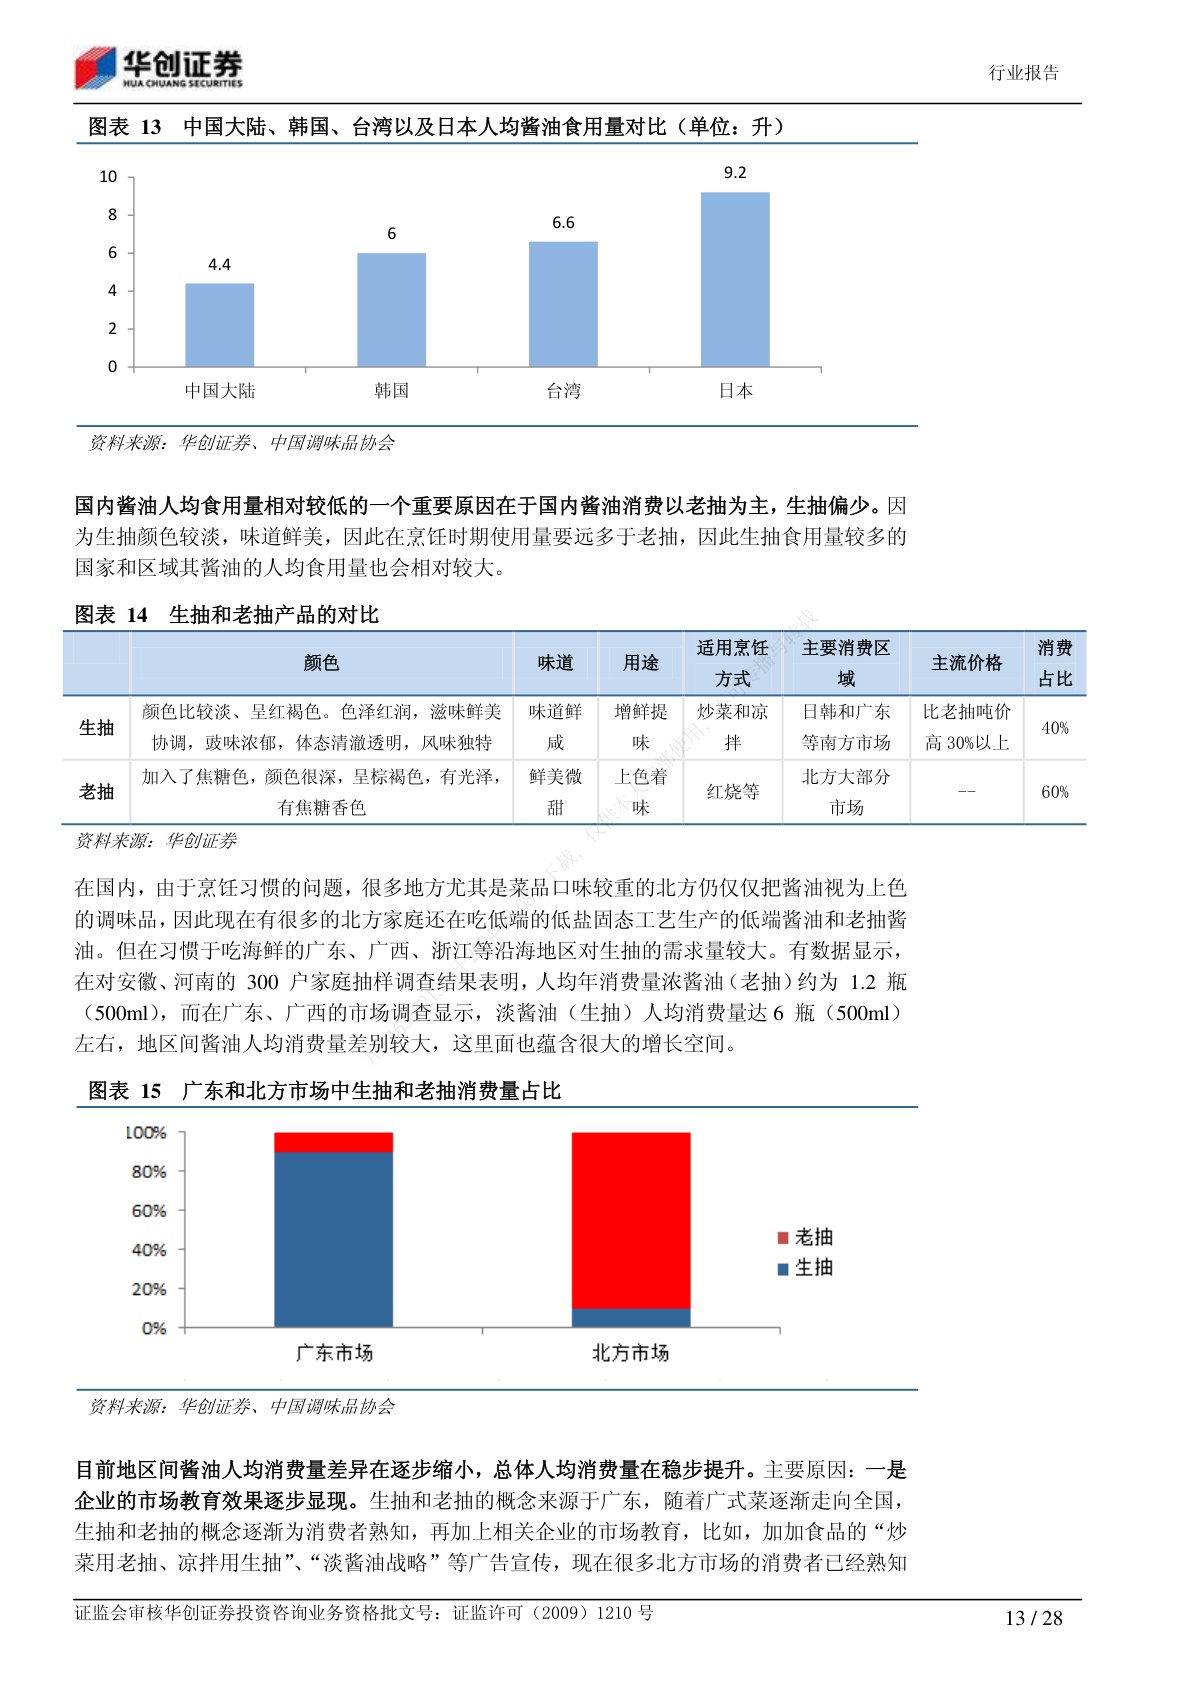 华创证券
HUA CHUANG SECURITIES
行业报告
图表 13 中国大陆、韩国、台湾以及日本人均酱油食用量对比（单位：升）
10
8
6
4
2
0
4.4
6
6.6
9.2
中国大陆 韩国 台湾 日本
资料来源：华创证券、中国调味品协会
国内酱油人均食用量相对较低的一个重要原因在于国内酱油消费以老抽为主，生抽偏少。因
为生抽颜色较淡，味道鲜美，因此在烹饪时期使用量要远多于老抽，因此生抽食用量较多的
国家和区域其酱油的人均食用量也会相对较大。
图表 14 生抽和老抽产品的对比
颜色 味道 用途 适用烹饪方式 主要消费区域 主流价格 消费占比
生抽 颜色比较淡、呈红褐色。色泽红润，滋味鲜美协调，豉味浓郁，体态清澈透明，风味独特 味道鲜咸 增鲜提味 炒菜和凉拌 日韩和广东等南方市场 比老抽吨价高 30%以上 40%
老抽 加入了焦糖色，颜色很深，呈棕褐色，有光泽，有焦糖香色 鲜美微甜 上色着味 红烧等 北方大部分市场 -- 60%
资料来源：华创证券
在国内，由于烹饪习惯的问题，很多地方尤其是菜品口味较重的北方仍仅仅把酱油视为上色
的调味品，因此现在有很多的北方家庭还在吃低端的低盐固态工艺生产的低端酱油和老抽酱
油。但在习惯于吃海鲜的广东、广西、浙江等沿海地区对生抽的需求量较大。有数据显示，
在对安徽、河南的 300 户家庭抽样调查结果表明，人均年消费量浓酱油（老抽）约为 1.2 瓶
（500ml），而在广东、广西的市场调查显示，淡酱油（生抽）人均消费量达 6 瓶（500ml）
左右，地区间酱油人均消费量差别较大，这里面也蕴含很大的增长空间。
图表 15 广东和北方市场中生抽和老抽消费量占比
100%
80%
60%
40%
20%
0%
老抽
生抽
广东市场 北方市场
资料来源：华创证券、中国调味品协会
目前地区间酱油人均消费量差异在逐步缩小，总体人均消费量在稳步提升。主要原因：一是
企业的市场教育效果逐步显现。生抽和老抽的概念来源于广东，随着广式菜逐渐走向全国，
生抽和老抽的概念逐渐为消费者熟知，再加上相关企业的市场教育，比如，加加食品的“炒
菜用老抽、凉拌用生抽”、“淡酱油战略”等广告宣传，现在很多北方市场的消费者已经熟知
证监会审核华创证券投资咨询业务资格批文号：证监许可（2009）1210 号
13 / 28